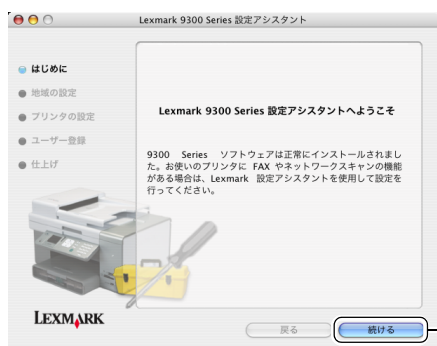 Lexmark 9300 Series 設定アシスタント
はじめに
地域の設定
プリンタの設定
ユーザー登録
仕上げ
Lexmark 9300 Series 設定アシスタントへようこそ
9300 Series ソフトウェアは正常にインストールされまし
た。お使いのプリンタに FAX やネットワークスキャンの機能
がある場合は、Lexmark 設定アシスタントを使用して設定を
行ってください。
LEXMARK
戻る
続ける